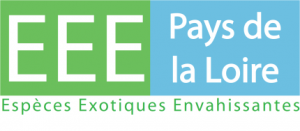 EEE
Pays de
la Loire
Espèces Exotiques Envahissantes